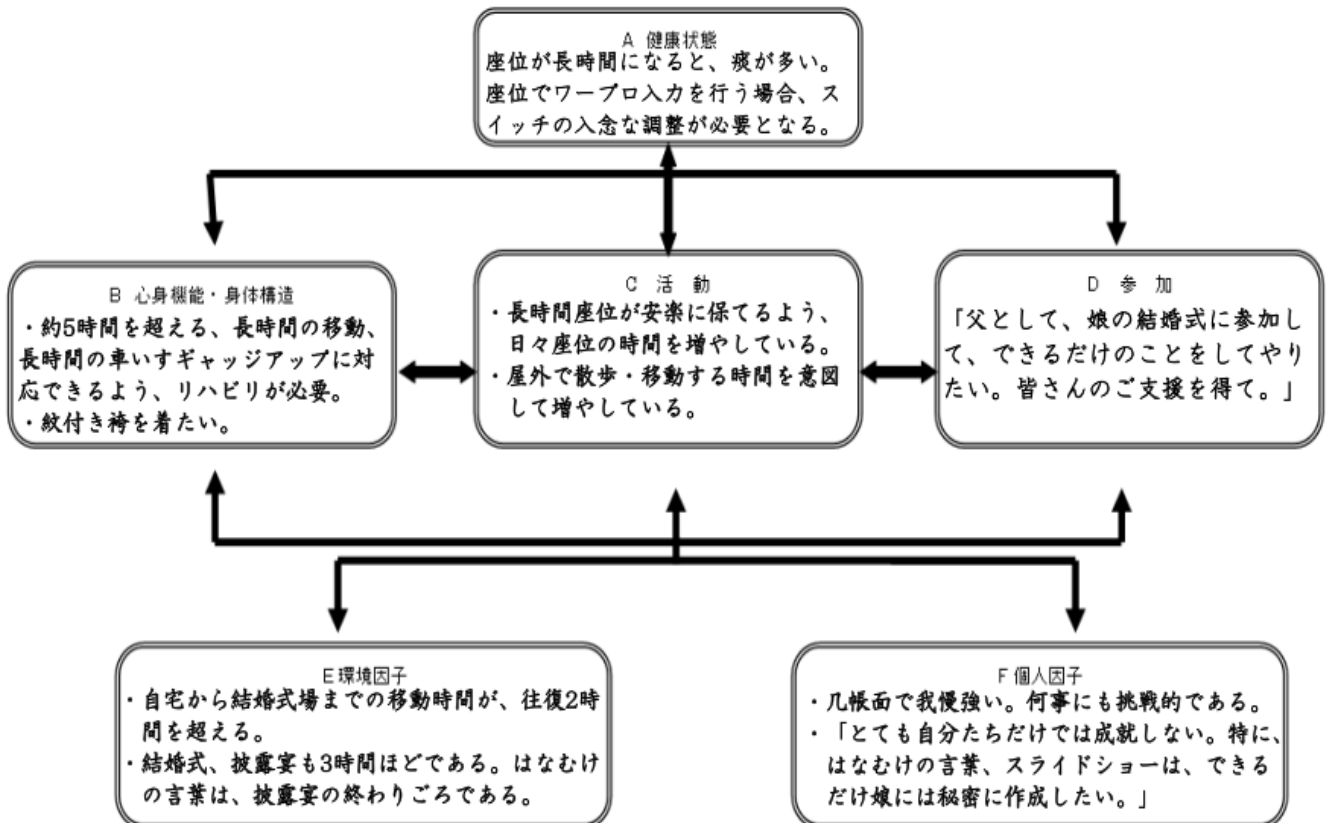 A 健康状態
座位が長時間になると、痰が多い。
座位でワープロ入力を行う場合、ス
イッチの入念な調整が必要となる。
B 心身機能・身体構造
・約5時間を超える、長時間の移動、
長時間の車いすギャッジアップに対
応できるよう、リハビリが必要。
・紋付き袴を着たい。
C 活 動
・長時間座位が安楽に保てるよう、
日々座位の時間を増やしている。
・屋外で散歩・移動する時間を意図
して増やしている。
D 参 加
「父として、娘の結婚式に参加し
て、できるだけのことをしてやり
たい。皆さんのご支援を得て。」
E環境因子
・自宅から結婚式場までの移動時間が、往復2時
間を超える。
・結婚式、披露宴も3時間ほどである。はなむけ
の言葉は、披露宴の終わりごろである。
F個人因子
・几帳面で我慢強い。何事にも挑戦的である。
・「とても自分たちだけでは成就しない。特に、
はなむけの言葉、スライドショーは、できる
だけ娘には秘密に作成したい。」